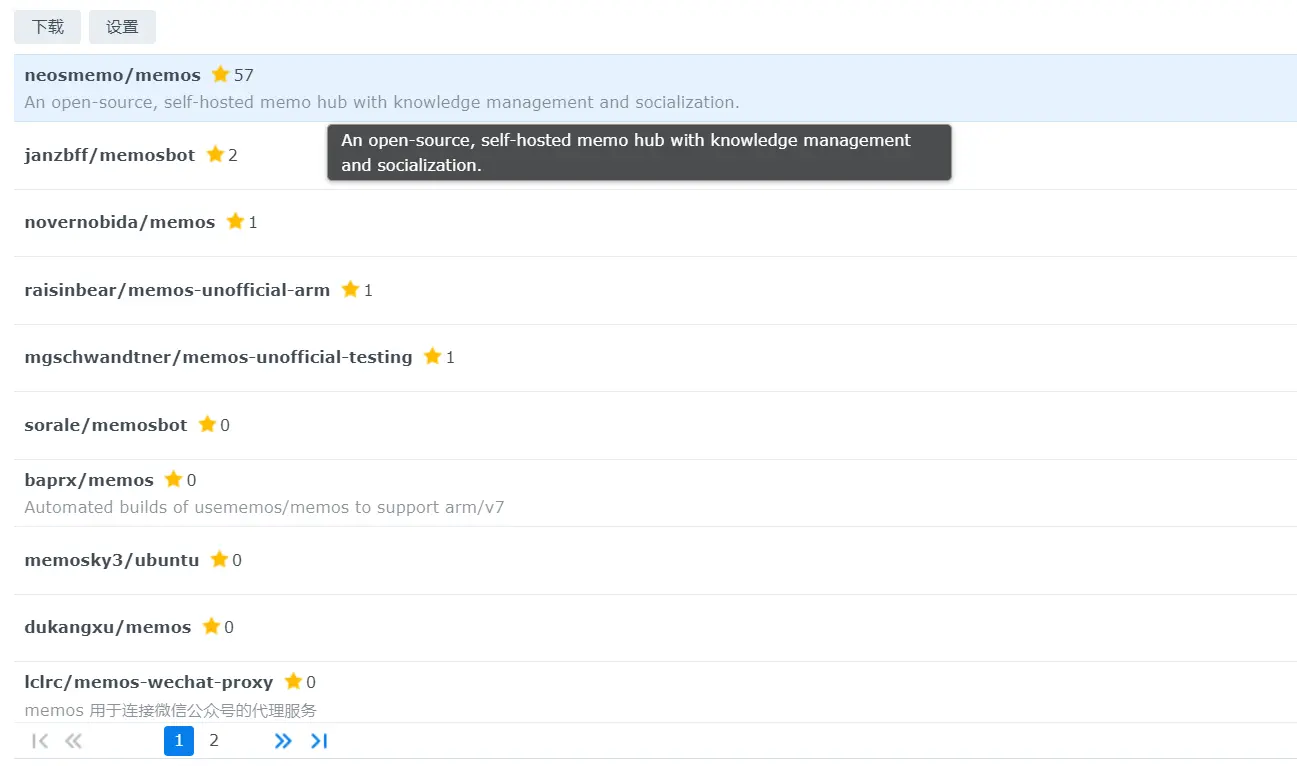 下载 设置
neosmemo/memos 57
An open-source, self-hosted memo hub with knowledge management and socialization.
An open-source, self-hosted memo hub with knowledge management
and socialization.
janzbff/memosbot 2
novernobida/memos 1
raisinbear/memos-unofficial-arm 1
mgschwandtner/memos-unofficial-testing 1
sorale/memosbot 0
baprx/memos 0
Automated builds of usememos/memos to support arm/v7
memosky3/ubuntu 0
dukangxu/memos 0
lclrc/memos-wechat-proxy 0
memos 用于连接微信公众号的代理服务
1 2